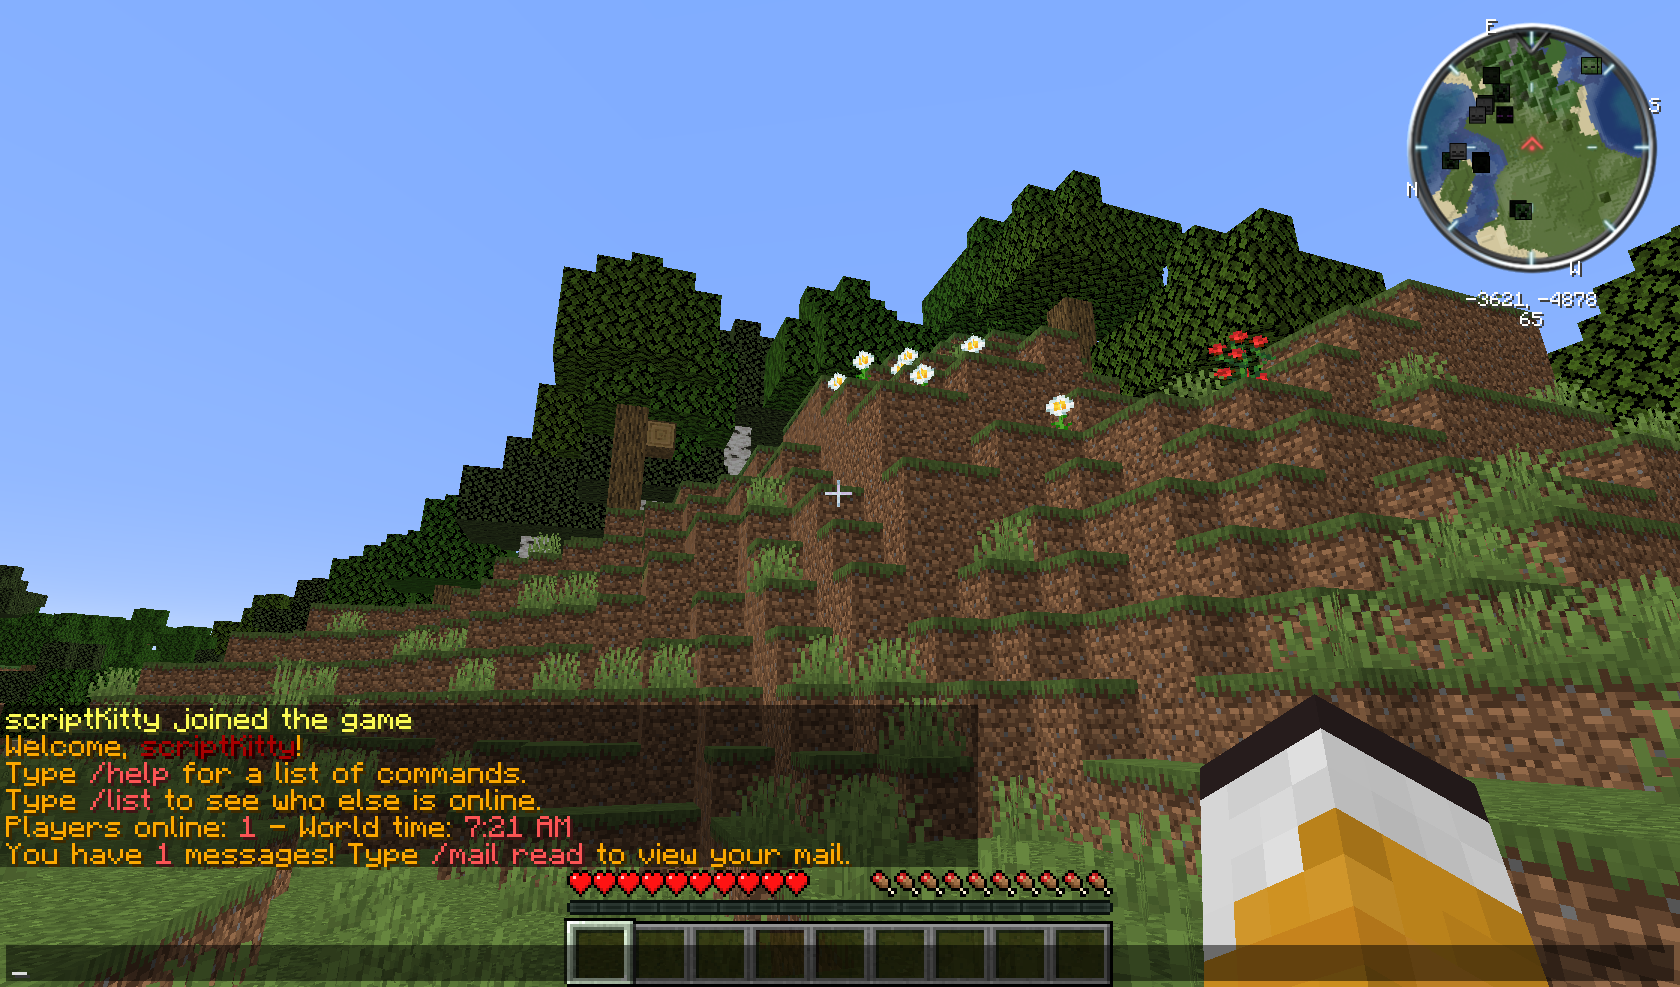 E
S
N
W
-3621, -4878
65
scriptKitty joined the game
Welcome, scriptKitty!
Type /help for a list of commands.
Type /list to see who else is online.
Players online: 1 - World time: 7:21 AM
You have 1 messages! Type /mail read to view your mail.
_